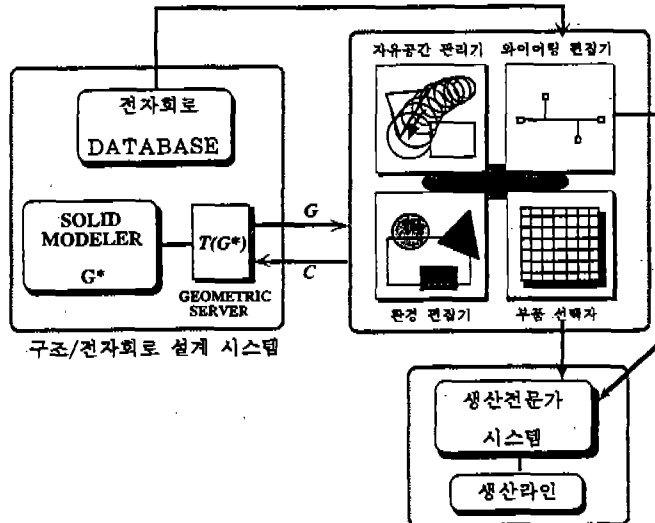 전자회로
DATABASE
SOLID
MODELER
G*
T(G*)
GEOMETRIC
SERVER
구조/전자회로 설계 시스템
G
C
자유공간 관리기
와이어링 편집기
환경 편집기
부품 선택자
생산전문가
시스템
생산라인